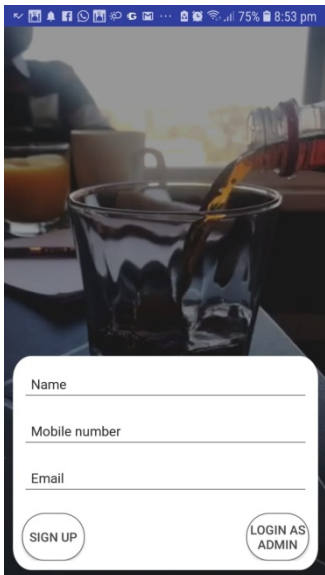 75% 8:53 pm
Name
Mobile number
Email
SIGN UP
LOGIN AS
ADMIN